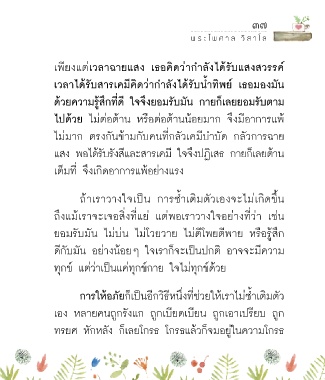 ๓๗
พระไพศาล วิสาโล
เพียงแต่เวลาฉายแสง เธอคิดว่ากำลังได้รับแสงสวรรค์
เวลาได้รับสารเคมีคิดว่ากำลังได้รับน้ำทิพย์ เธอมองมัน
ด้วยความรู้สึกที่ดี ใจจึงยอมรับมัน กายก็เลยยอมรับตาม
ไปด้วย ไม่ต่อต้าน หรือต่อต้านน้อยมาก จึงมีอาการแพ้
ไม่มาก ตรงกันข้ามกับคนที่กลัวเคมีบำบัด กลัวการฉาย
แสง พอได้รับรังสีและสารเคมี ใจจึงปฏิเสธ กายก็เลยต้าน
เต็มที่ จึงเกิดอาการแพ้อย่างแรง
ถ้าเราวางใจเป็น การซ้ำเติมตัวเองจะไม่เกิดขึ้น
ถึงแม้เราจะเจอสิ่งที่แย่ แต่พอเราวางใจอย่างที่ว่า เช่น
ยอมรับมัน ไม่บ่น ไม่โวยวาย ไม่ตีโพยตีพาย หรือรู้สึก
ดีกับมัน อย่างน้อยๆ ใจเราก็จะเป็นปกติ อาจจะมีความ
ทุกข์ แต่ว่าเป็นแค่ทุกข์กาย ใจไม่ทุกข์ด้วย
การให้อภัยก็เป็นอีกวิธีหนึ่งที่ช่วยให้เราไม่ซ้ำเติมตัว
เอง หลายคนถูกรังแก ถูกเบียดเบียน ถูกเอาเปรียบ ถูก
ทรยศ หักหลัง ก็เลยโกรธ โกรธแล้วก็จมอยู่ในความโกรธ